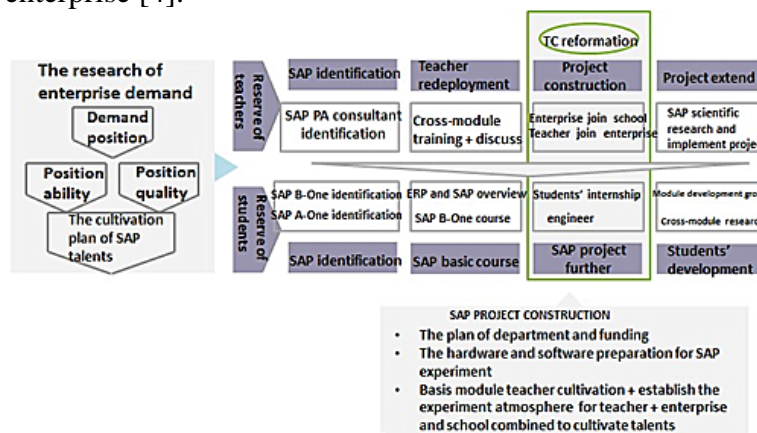 enterprise [4].
TC reformation
The research of
enterprise demand
Demand
position
Position
ability
Position
quality
The cultivation
plan of SAP
talents
Reserve of
teachers
SAP identification
Teacher
redeployment
Project
construction
Project extend
SAP PA consultant
identification
Cross-module
training + discuss
Enterprise join school
Teacher join enterprise
SAP scientific
research and
implement proje
Reserve of
students
SAP B-One identification
SAP A-One identification
ERP and SAP overview
SAP B-One course
Students' internship
engineer
Module development gro
Cross-module researc
SAP identification
SAP basic course
SAP project
further
Students'
development
SAP PROJECT CONSTRUCTION
• The plan of department and funding
• The hardware and software preparation for SAP
experiment
• Basis module teacher cultivation + establish the
experiment atmosphere for teacher + enterprise
and school combined to cultivate talents